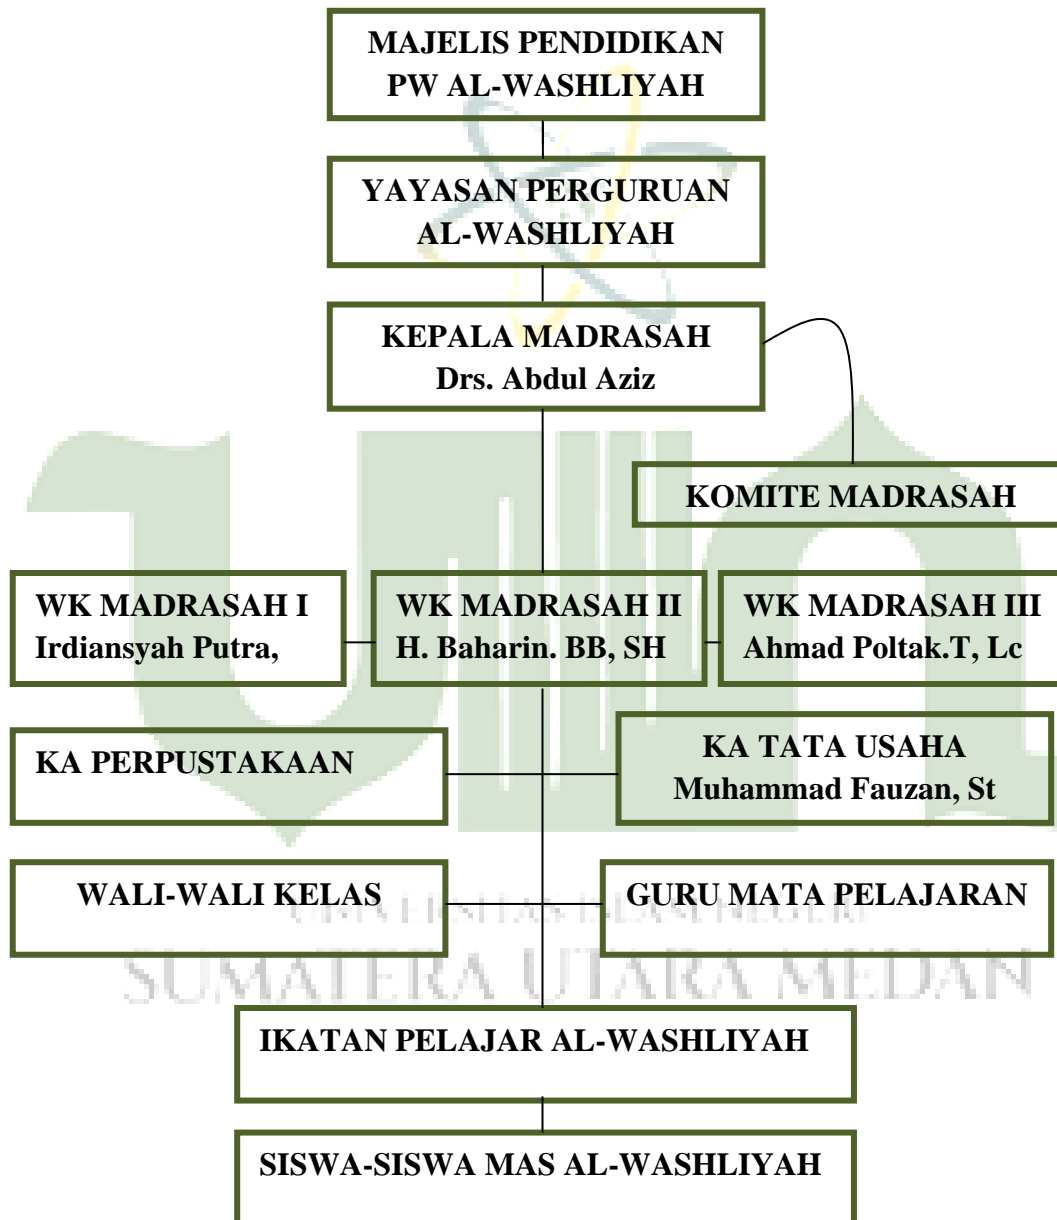 MAJELIS PENDIDIKAN
PW AL-WASHLIYAH
YAYASAN PERGURUAN
AL-WASHLIYAH
KEPALA MADRASAH
Drs. Abdul Aziz
KOMITE MADRASAH
WK MADRASAH I
Irdiansyah Putra,
WK MADRASAH II
H. Baharin. BB, SH
WK MADRASAH III
Ahmad Poltak.T, Lc
KA PERPUSTAKAAN
KA TATA USAHA
Muhammad Fauzan, St
WALI-WALI KELAS
GURU MATA PELAJARAN
UNIVERSITAS ISLAM NEGERI
SUMATERA UTARA MEDAN
IKATAN PELAJAR AL-WASHLIYAH
SISWA-SISWA MAS AL-WASHLIYAH